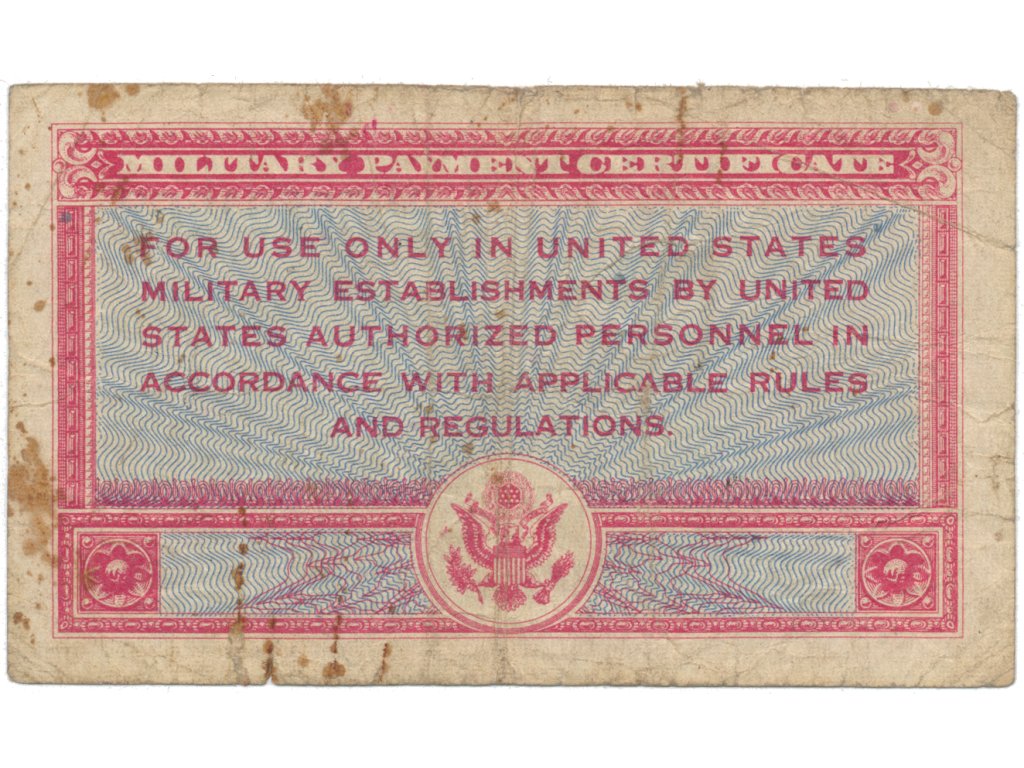 MILITARY PAYMENT CERTIFICATE
FOR USE ONLY IN UNITED STATES
MILITARY ESTABLISHMENTS BY UNITED
STATES AUTHORIZED PERSONNEL IN
ACCORDANCE WITH APPLICABLE RULES
AND REGULATIONS.